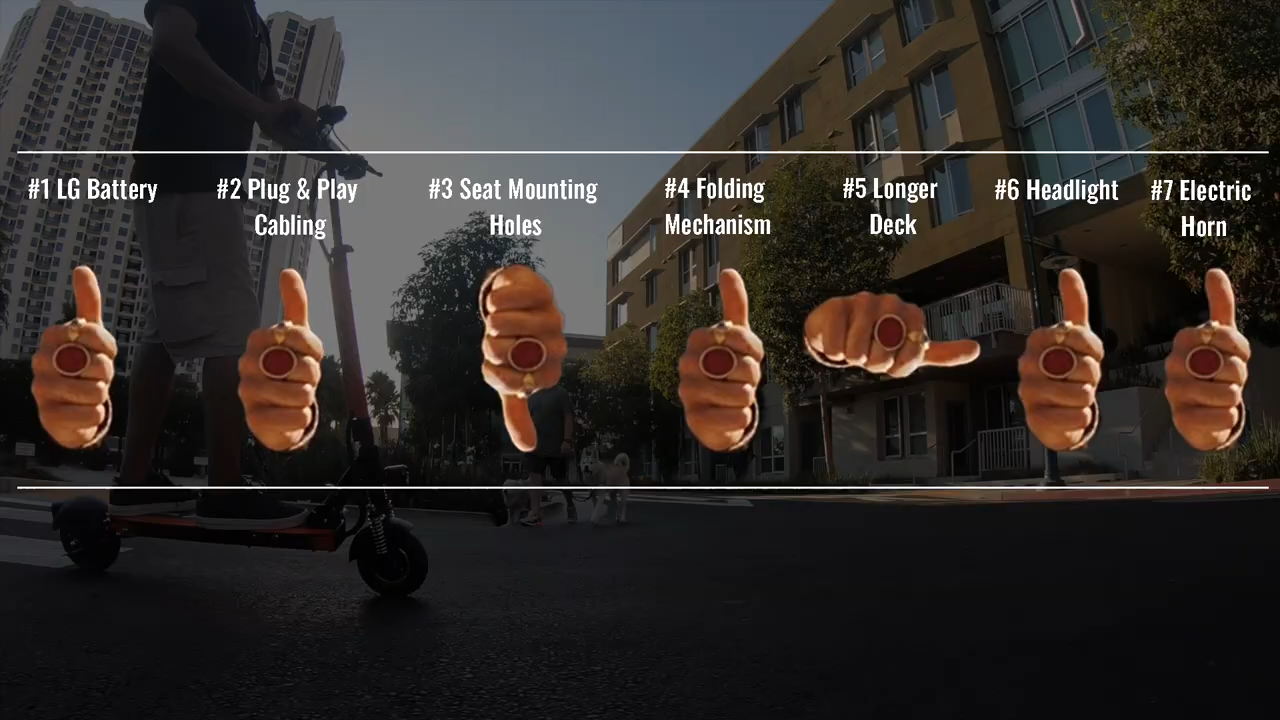 #1 LG Battery
#2 Plug & Play
Cabling
#3 Seat Mounting
Holes
#4 Folding
Mechanism
#5 Longer
Deck
#6 Headlight
#7 Electric
Horn